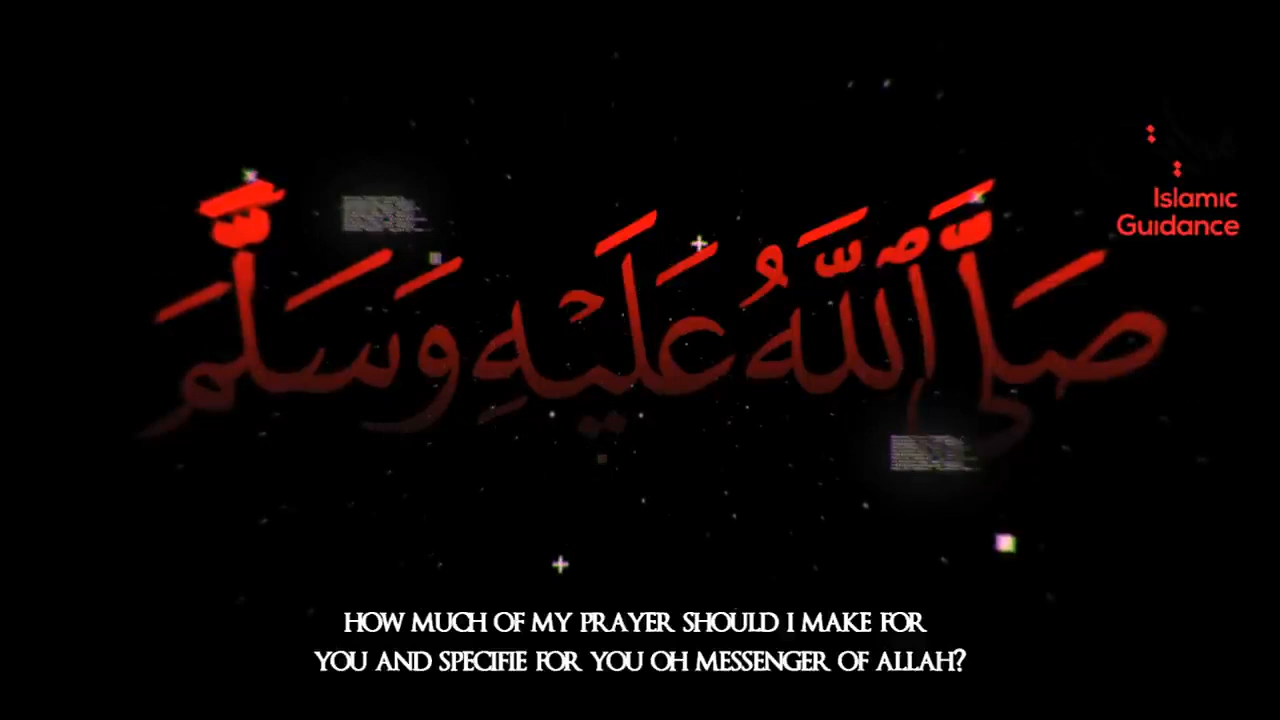 صَلَّى ٱللَّهُ عَلَيْهِ وَسَلَّمَ
Islamic
Guidance
HOW MUCH OF MY PRAYER SHOULD I MAKE FOR
YOU AND SPECIFIE FOR YOU OH MESSENGER OF ALLAH?